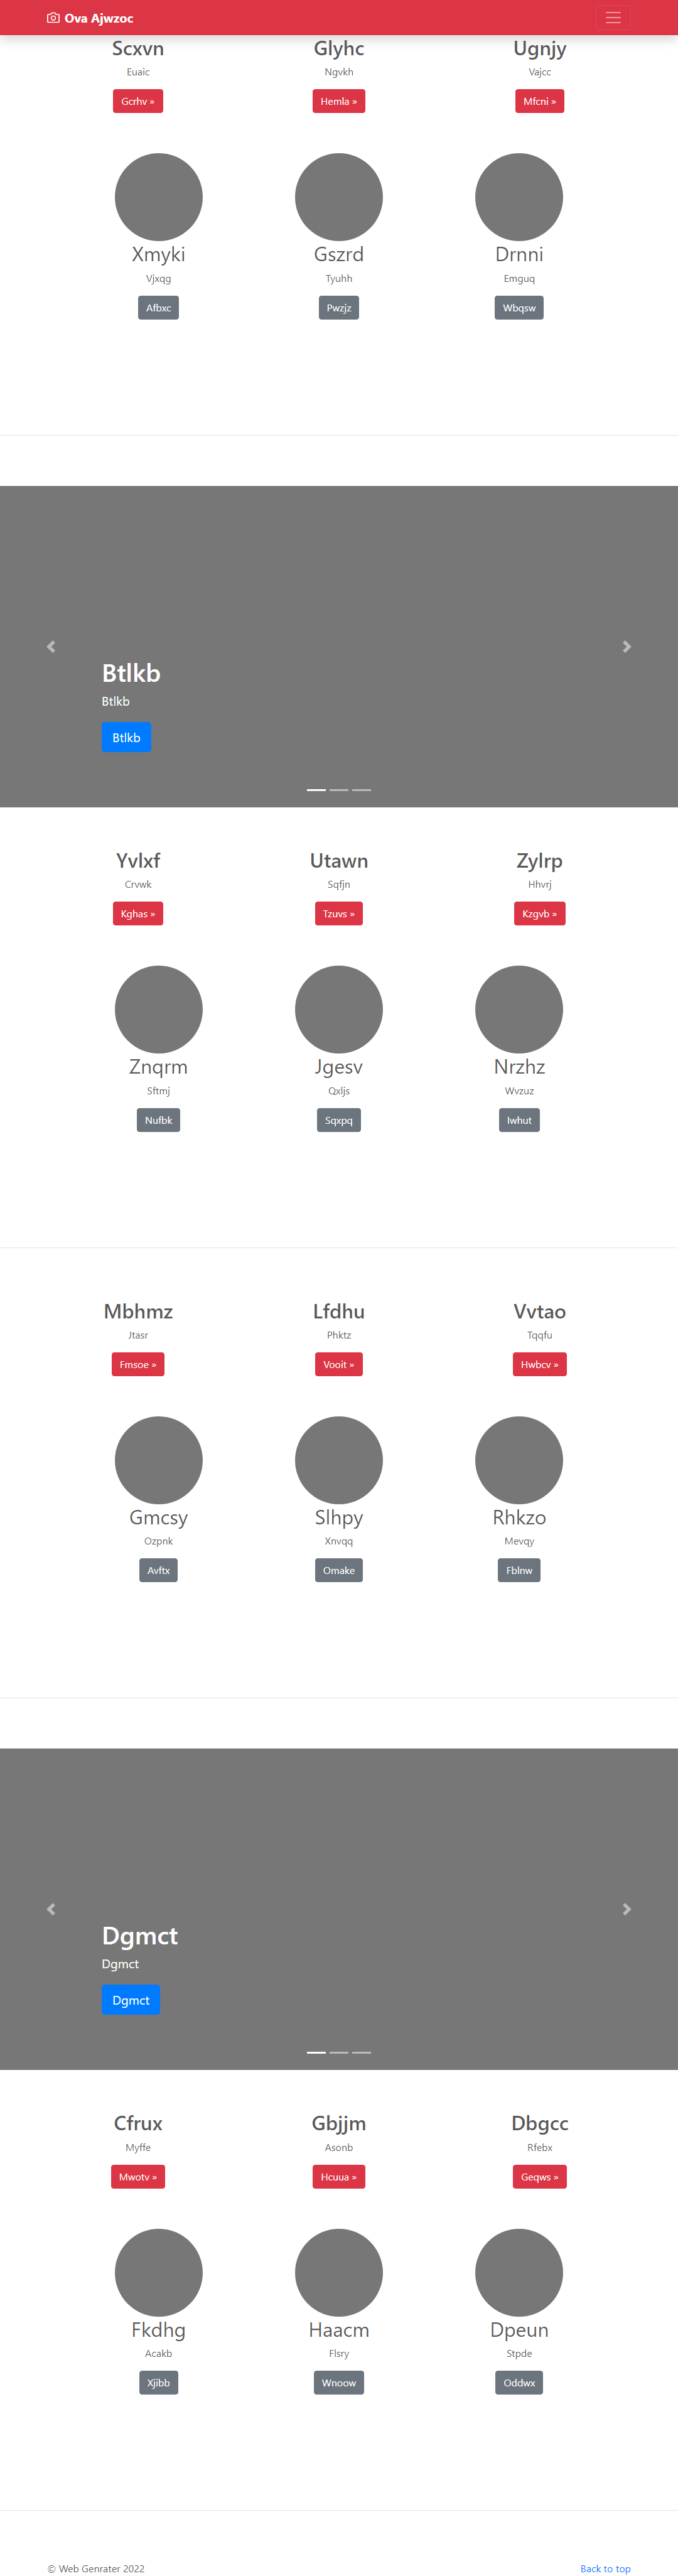 Ova Ajwzoc
Scxvn Glyhc Ugnjy
Euaic Ngvkh Vajcc
Gcrhv » Hemla » Mfcni »
Xmyki Gszrd Drnni
Vjxqg Tyuhh Emguq
Afbxc Pwzjz Wbqsw
Btlkb
Btlkb
Btlkb
Yvlxf Utawn Zylrp
Crvwk Sqfjn Hhvrj
Kghas » Tzuvs » Kzgvb »
Znqrm Jgesv Nrzhz
Sftmj Qxljs Wvzuz
Nufbk Sqxpq Iwhut
Mbhmz Lfdhu Vvtao
Jtasr Phktz Tqqfu
Fmsoe » Vooit » Hwbcv »
Gmcsy Slhpy Rhkzo
Ozpnk Xnvqq Mevqy
Avftx Omake Fblnw
Dgmct
Dgmct
Dgmct
Cfrux Gbjjm Dbgcc
Myffe Asonb Rfebx
Mwotv » Hcuua » Geqws »
Fkdhg Haacm Dpeun
Acakb Flsry Stpde
Xjibb Wnoow Oddwx
© Web Genrater 2022 Back to top